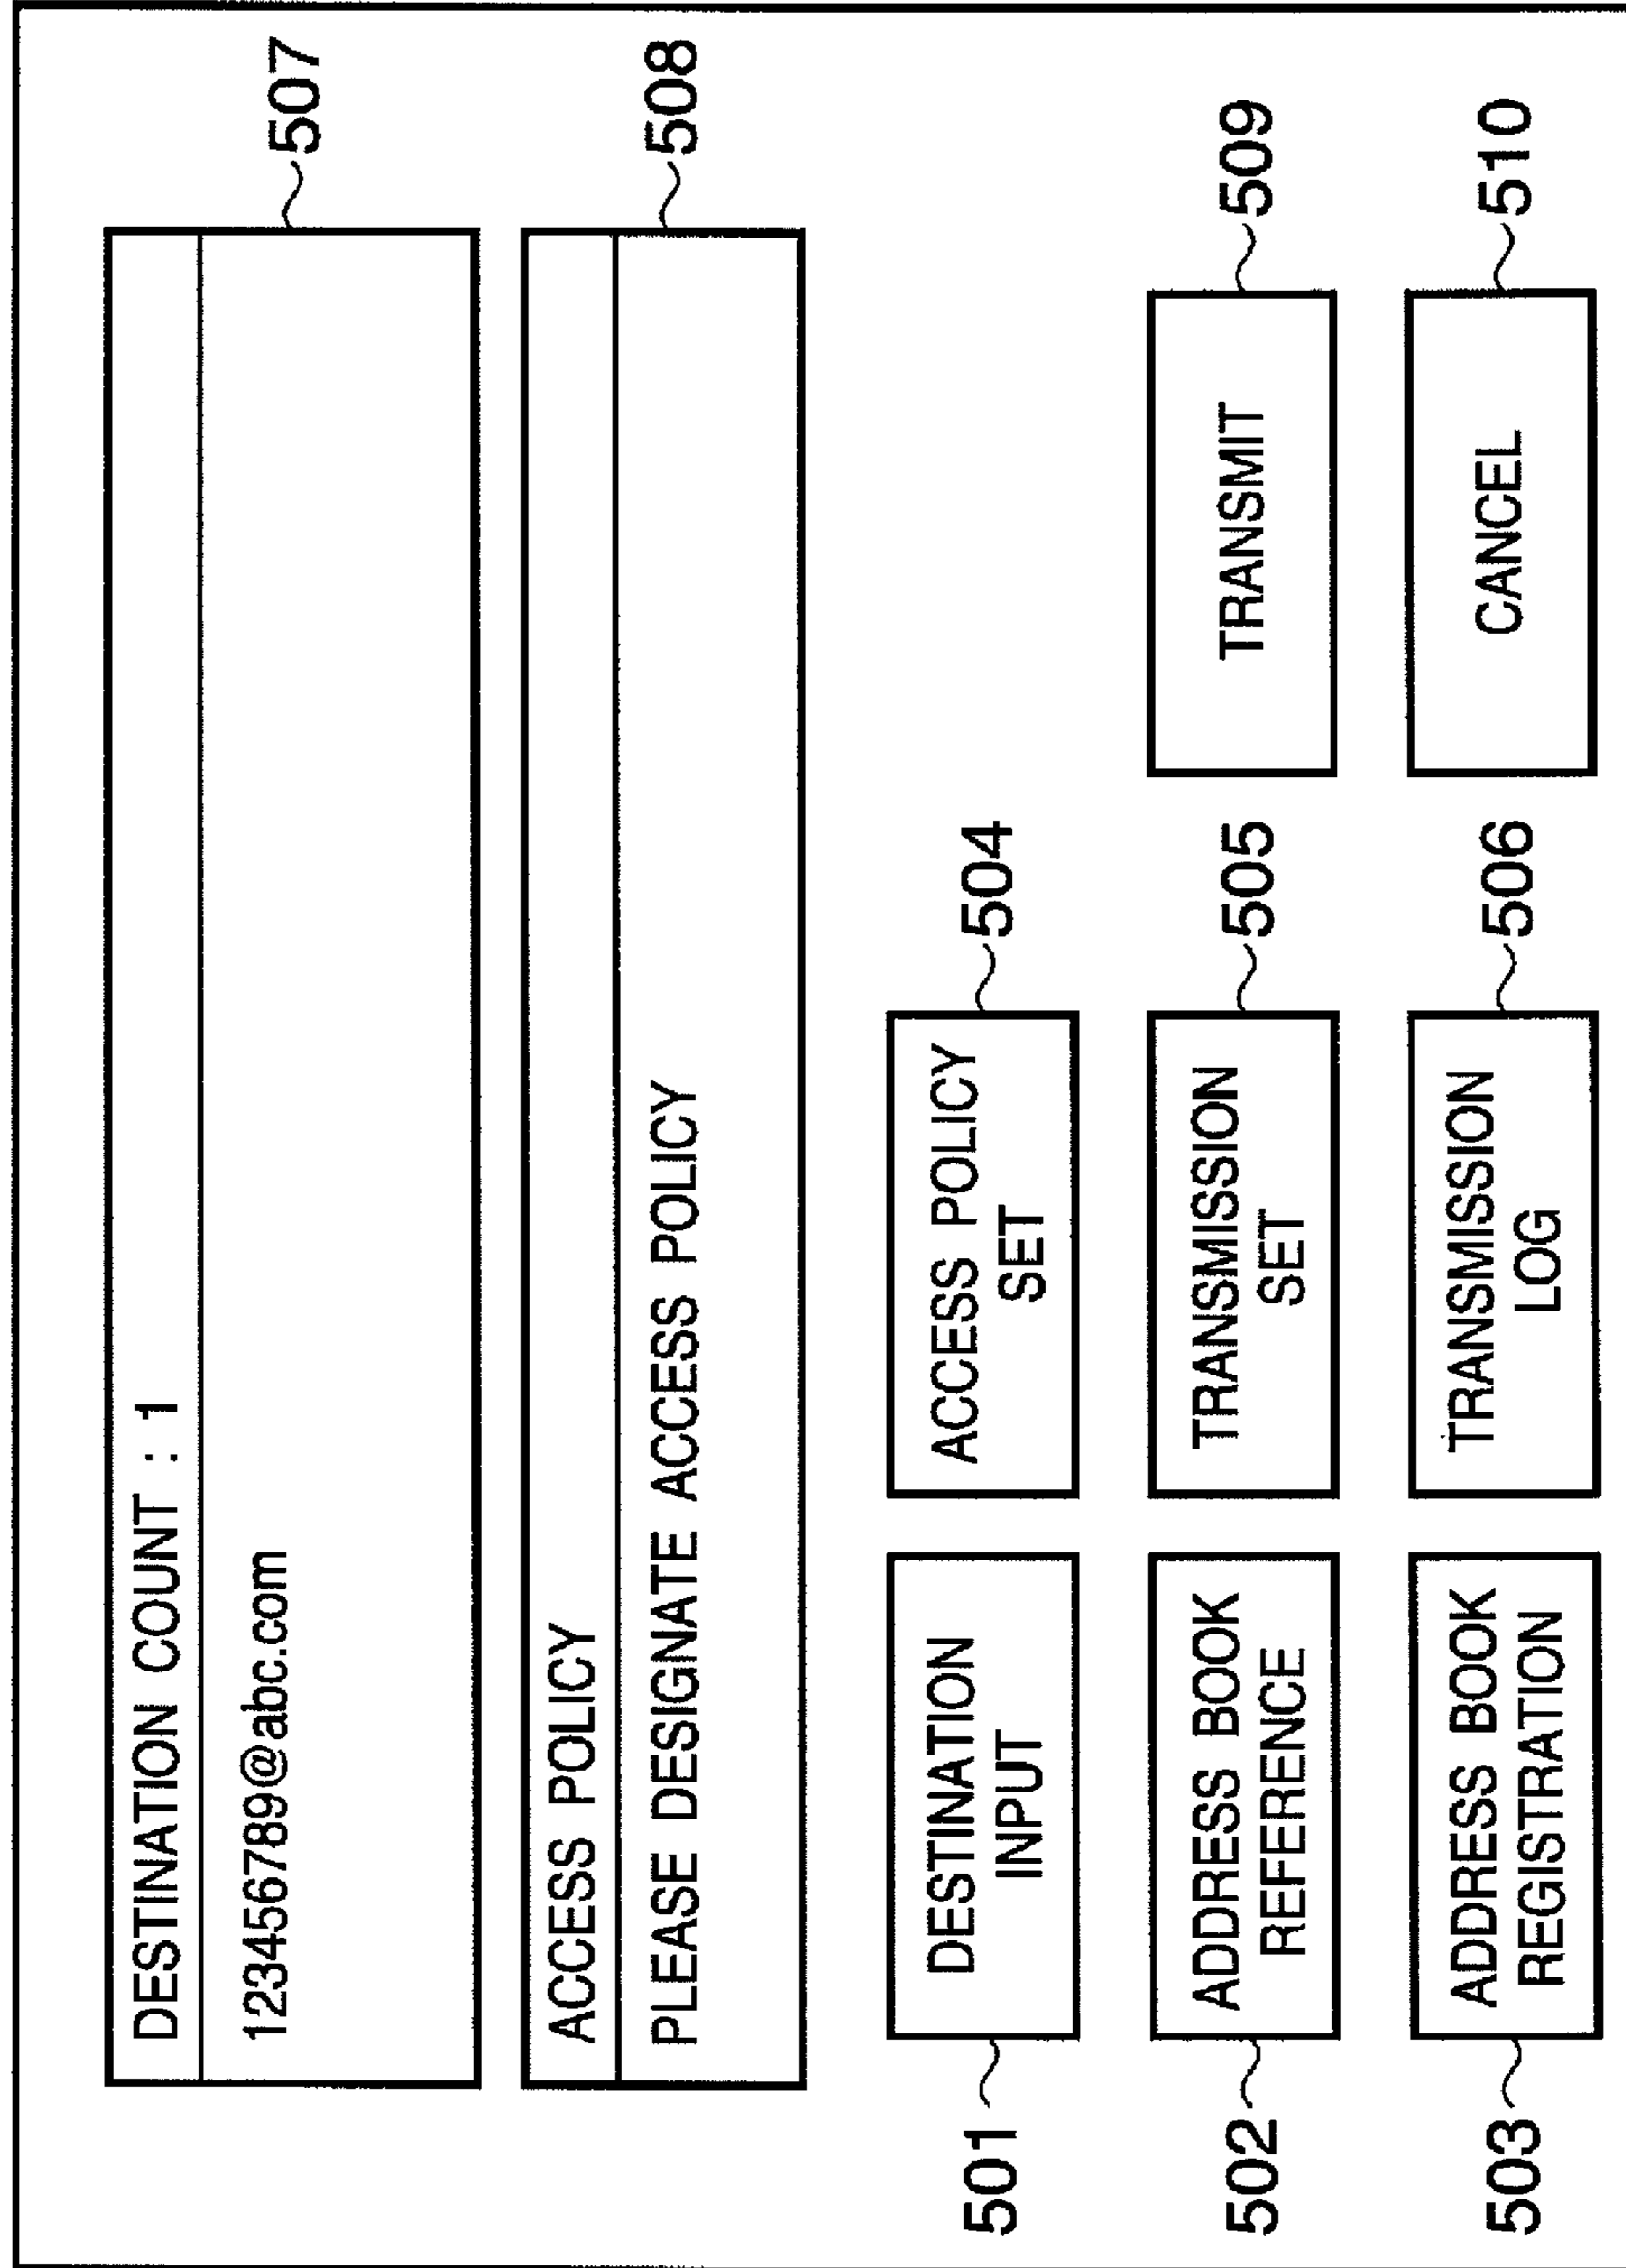 DESTINATION COUNT : 1
123456789@abc.com
507
ACCESS POLICY
PLEASE DESIGNATE ACCESS POLICY
508
501
DESTINATION
INPUT
ACCESS POLICY
SET
504
502
ADDRESS BOOK
REFERENCE
TRANSMISSION
SET
505
TRANSMIT
509
503
ADDRESS BOOK
REGISTRATION
TRANSMISSION
LOG
506
CANCEL
510